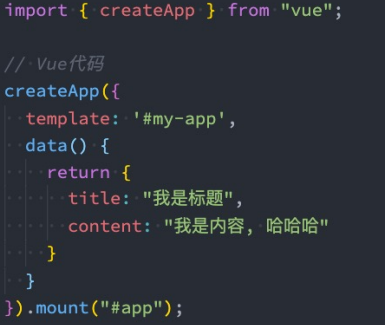 import { createApp } from "vue";
// Vue代码
createApp({
  template: '#my-app',
  data() {
    return {
      title: "我是标题",
      content: "我是内容, 哈哈哈"
    }
  }
}).mount("#app");